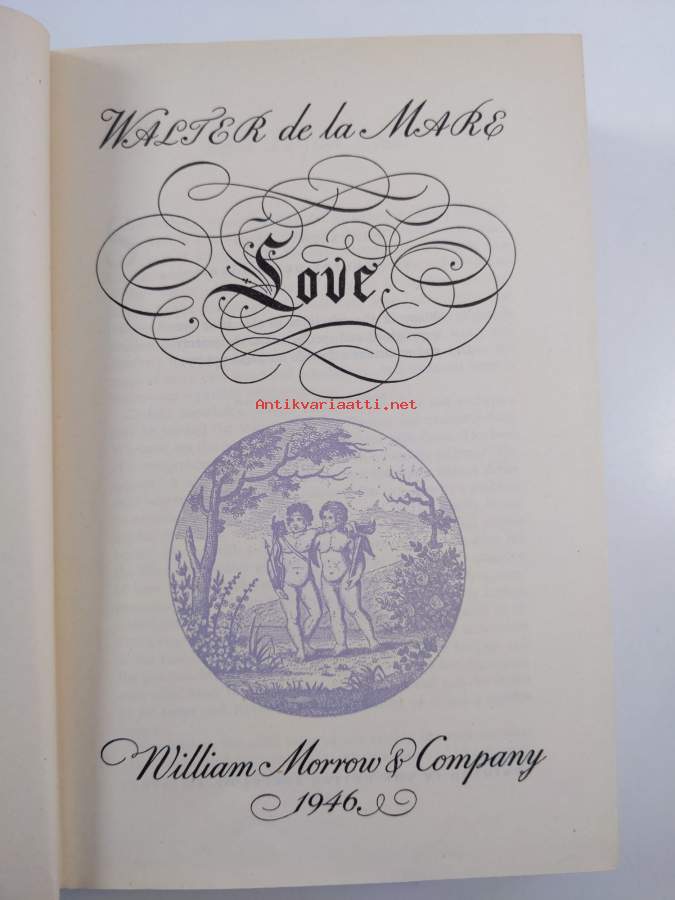 WALTER de la MARE
Love.
Antikvariaatti.net
William Morrow & Company
1946